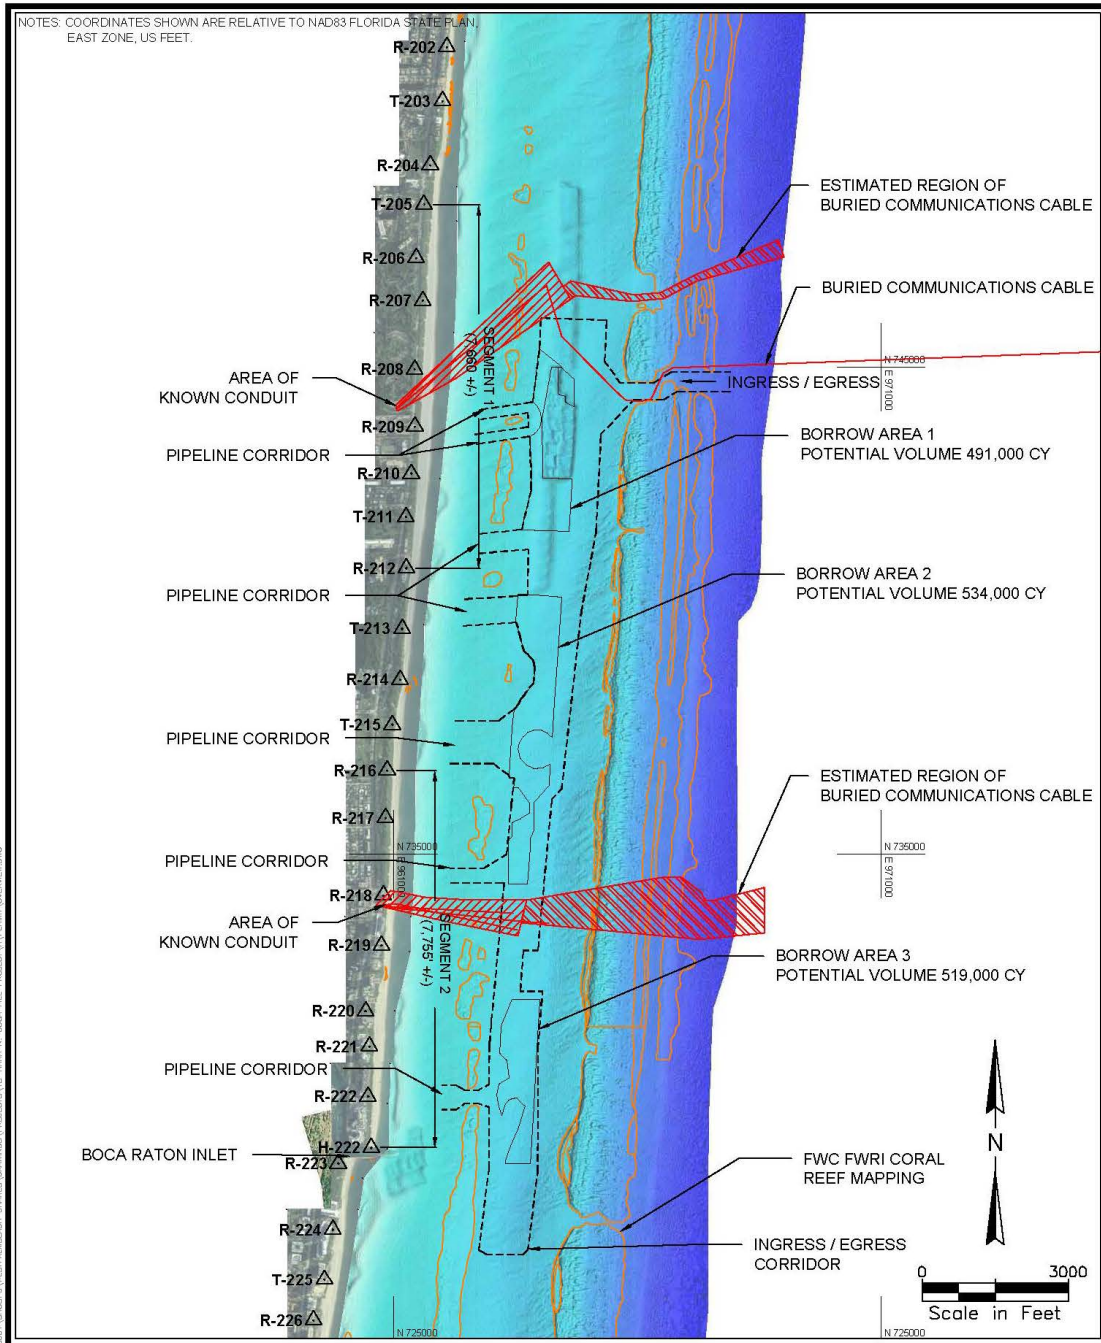 NOTES: COORDINATES SHOWN ARE RELATIVE TO NAD83 FLORIDA STATE PLAN,
EAST ZONE, US FEET.
R-202
T-203
R-204
T-205
R-206
R-207
R-208
R-209
R-210
T-211
R-212
T-213
R-214
T-215
R-216
R-217
R-218
R-219
R-220
R-221
R-222
H-222
R-223
R-224
T-225
R-226
ESTIMATED REGION OF
BURIED COMMUNICATIONS CABLE
BURIED COMMUNICATIONS CABLE
N 745000
E 971000
INGRESS / EGRESS
SEGMENT 1
(7,660 +/-)
AREA OF
KNOWN CONDUIT
PIPELINE CORRIDOR
BORROW AREA 1
POTENTIAL VOLUME 491,000 CY
BORROW AREA 2
POTENTIAL VOLUME 534,000 CY
PIPELINE CORRIDOR
PIPELINE CORRIDOR
ESTIMATED REGION OF
BURIED COMMUNICATIONS CABLE
N 735000
E 961000
N 735000
E 971000
PIPELINE CORRIDOR
AREA OF
KNOWN CONDUIT
SEGMENT 2
(7,755' +/-)
BORROW AREA 3
POTENTIAL VOLUME 519,000 CY
PIPELINE CORRIDOR
BOCA RATON INLET
FWC FWRI CORAL
REEF MAPPING
INGRESS / EGRESS
CORRIDOR
N
0 3000
Scale in Feet
N 725000
N 725000